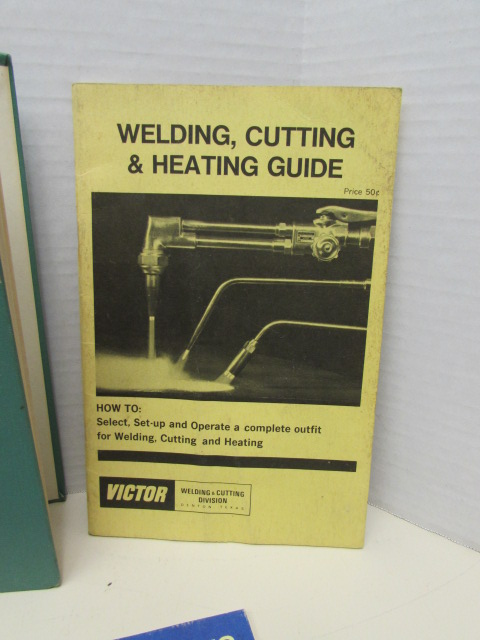 WELDING, CUTTING
& HEATING GUIDE
Price 50¢
HOW TO:
Select, Set-up and Operate a complete outfit
for Welding, Cutting and Heating
VICTOR
WELDING & CUTTING
DIVISION
DENTON, TEXAS